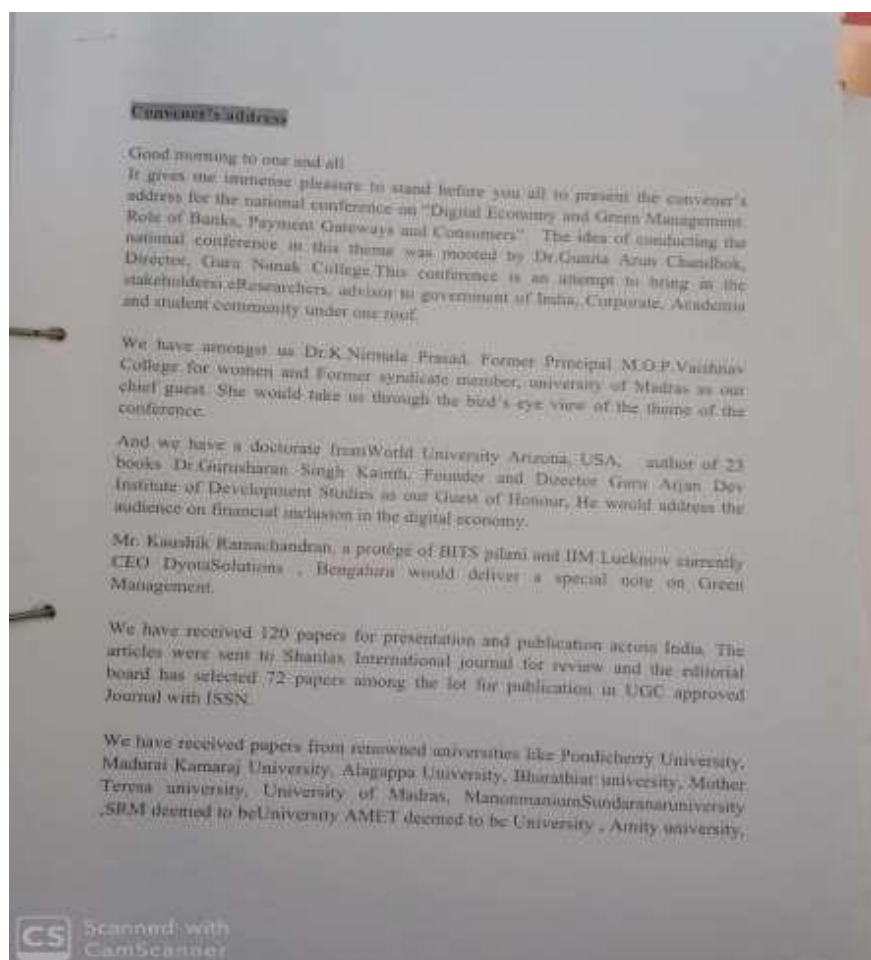 Convener's address
Good morning to one and all
It gives me immense pleasure to stand before you all to present the convener's
address for the national conference on "Digital Economy and Green Management:
Role of Banks, Payment Gateways and Consumers" The idea of conducting the
national conference in this theme was mooted by Dr.Gunita Arun Chandhok,
Director, Guru Nanak College.This conference is an attempt to bring in the
stakeholders eResearchers, advisor to government of India, Corporate, Academia
and student community under one roof.
We have amongst us Dr.K.Nirmala Prasad, Former Principal M.O.P.Vaishnav
College for women and Former syndicate member, university of Madras as our
chief guest. She would take us through the bird's eye view of the theme of the
conference.
And we have a doctorate fromWorld University Arizona, USA, author of 23
books Dr.Gurusharan Singh Kainth, Founder and Director Guru Arjan Dev
Institute of Development Studies as our Guest of Honour, He would address the
audience on financial inclusion in the digital economy.
Mr. Kaushik Ramachandran, a protége of BITS pilani and IIM Lucknow currently
CEO DyotaSolutions , Bengaluru would deliver a special note on Green
Management.
We have received 120 papers for presentation and publication across India. The
articles were sent to Shanlax International journal for review and the editorial
board has selected 72 papers among the lot for publication in UGC approved
Journal with ISSN.
We have received papers from renowned universities like Pondicherry University,
Madurai Kamaraj University, Alagappa University, Bharathiar university, Mother
Teresa university, University of Madras, ManonmaniumSundaranaruniversity
,SRM deemed to beUniversity AMET deemed to be University , Amity university,
CS Scanned with
CamScanner